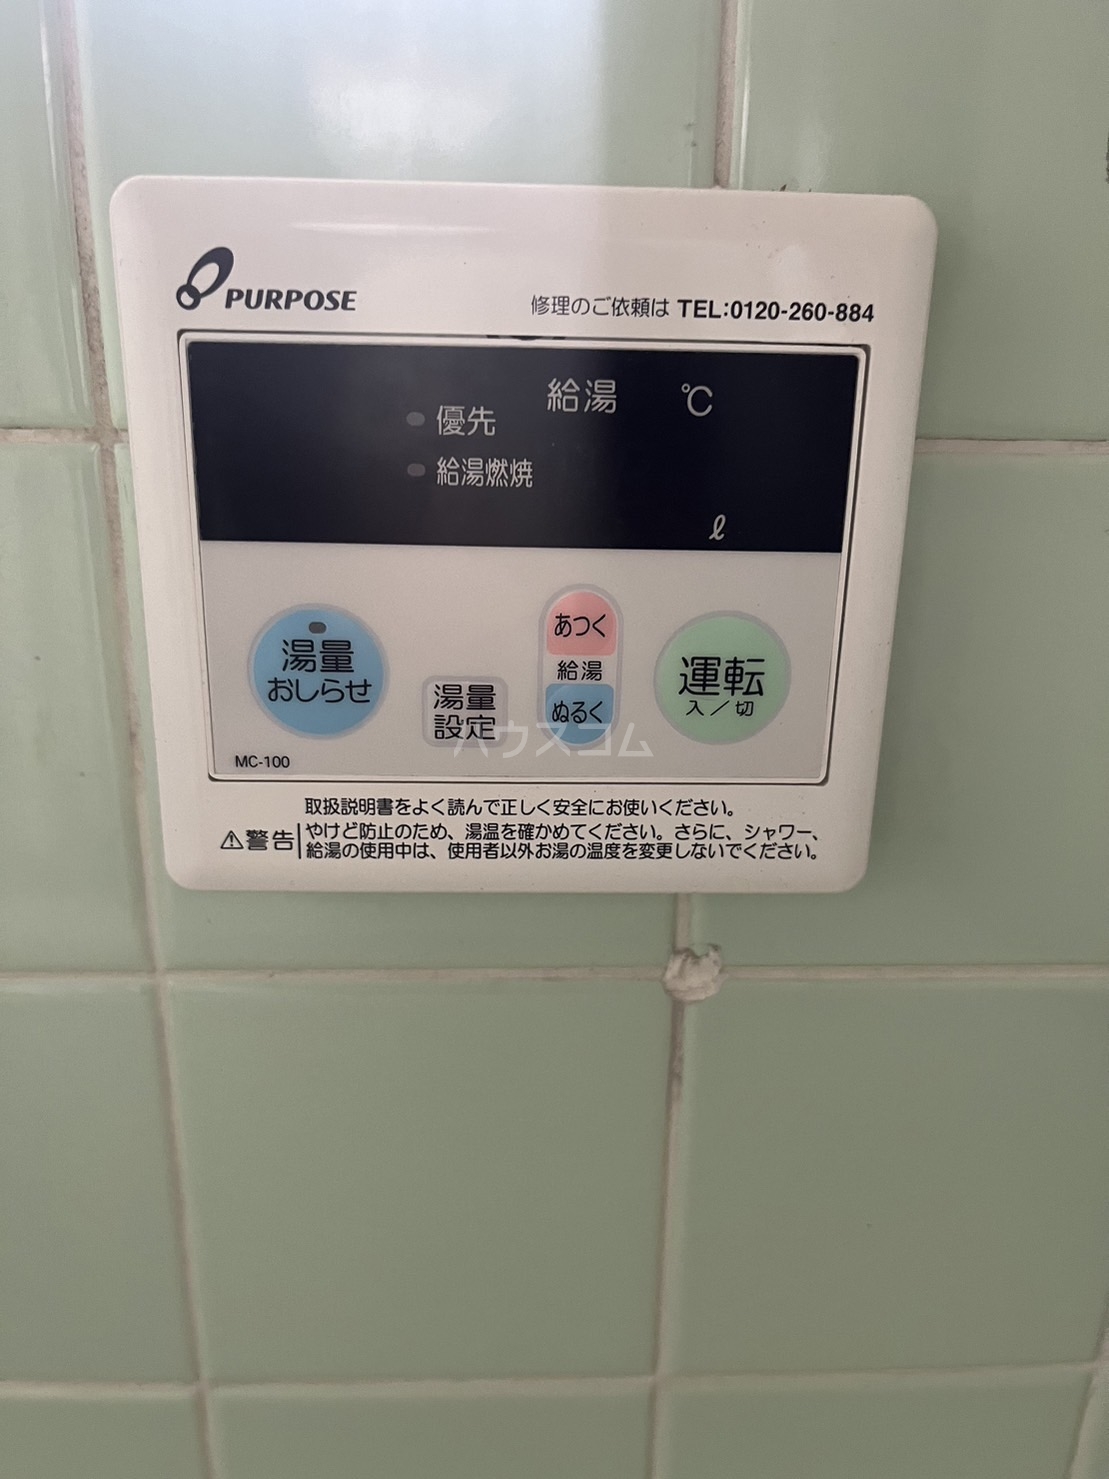 PURPOSE
修理のご依頼は TEL:0120-260-884
給湯 ℃
優先
給湯燃焼
ℓ
湯量
おしらせ
湯量
設定
あつく
給湯
ぬるく
運転
入/切
ハウスコム
MC-100
取扱説明書をよく読んで正しく安全にお使いください。
⚠警告 やけど防止のため、湯温を確かめてください。さらに、シャワー、
給湯の使用中は、使用者以外お湯の温度を変更しないでください。